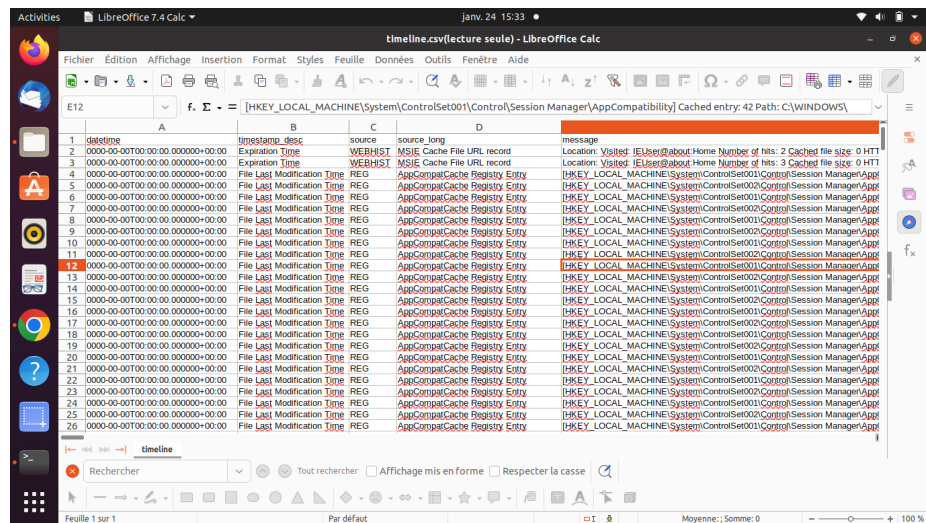 Activities LibreOffice 7.4 Calc janv. 24 15:33
timeline.csv(lecture seule) - LibreOffice Calc
Fichier Édition Affichage Insertion Format Styles Feuille Données Outils Fenêtre Aide
E12 [HKEY_LOCAL_MACHINE\System\ControlSet001\Control\Session Manager\AppCompatibility] Cached entry: 42 Path: C:\WINDOWS\
A B C D
1 datetime timestamp_desc source source_long message
2 0000-00-00T00:00:00.000000+00:00 Expiration Time WEBHIST MSIE Cache File URL record Location: Visited: IEUser@about:Home Number of hits: 2 Cached file size: 0 HTT
3 0000-00-00T00:00:00.000000+00:00 Expiration Time WEBHIST MSIE Cache File URL record Location: Visited: IEUser@about:Home Number of hits: 3 Cached file size: 0 HTT
4 0000-00-00T00:00:00.000000+00:00 File Last Modification Time REG AppCompatCache Registry Entry [HKEY_LOCAL_MACHINE\System\ControlSet001\Control\Session Manager\App
5 0000-00-00T00:00:00.000000+00:00 File Last Modification Time REG AppCompatCache Registry Entry [HKEY_LOCAL_MACHINE\System\ControlSet002\Control\Session Manager\App
6 0000-00-00T00:00:00.000000+00:00 File Last Modification Time REG AppCompatCache Registry Entry [HKEY_LOCAL_MACHINE\System\ControlSet001\Control\Session Manager\App
7 0000-00-00T00:00:00.000000+00:00 File Last Modification Time REG AppCompatCache Registry Entry [HKEY_LOCAL_MACHINE\System\ControlSet002\Control\Session Manager\App
8 0000-00-00T00:00:00.000000+00:00 File Last Modification Time REG AppCompatCache Registry Entry [HKEY_LOCAL_MACHINE\System\ControlSet001\Control\Session Manager\App
9 0000-00-00T00:00:00.000000+00:00 File Last Modification Time REG AppCompatCache Registry Entry [HKEY_LOCAL_MACHINE\System\ControlSet002\Control\Session Manager\App
10 0000-00-00T00:00:00.000000+00:00 File Last Modification Time REG AppCompatCache Registry Entry [HKEY_LOCAL_MACHINE\System\ControlSet001\Control\Session Manager\App
11 0000-00-00T00:00:00.000000+00:00 File Last Modification Time REG AppCompatCache Registry Entry [HKEY_LOCAL_MACHINE\System\ControlSet002\Control\Session Manager\App
12 0000-00-00T00:00:00.000000+00:00 File Last Modification Time REG AppCompatCache Registry Entry [HKEY_LOCAL_MACHINE\System\ControlSet001\Control\Session Manager\App
13 0000-00-00T00:00:00.000000+00:00 File Last Modification Time REG AppCompatCache Registry Entry [HKEY_LOCAL_MACHINE\System\ControlSet002\Control\Session Manager\App
14 0000-00-00T00:00:00.000000+00:00 File Last Modification Time REG AppCompatCache Registry Entry [HKEY_LOCAL_MACHINE\System\ControlSet001\Control\Session Manager\App
15 0000-00-00T00:00:00.000000+00:00 File Last Modification Time REG AppCompatCache Registry Entry [HKEY_LOCAL_MACHINE\System\ControlSet002\Control\Session Manager\App
16 0000-00-00T00:00:00.000000+00:00 File Last Modification Time REG AppCompatCache Registry Entry [HKEY_LOCAL_MACHINE\System\ControlSet001\Control\Session Manager\App
17 0000-00-00T00:00:00.000000+00:00 File Last Modification Time REG AppCompatCache Registry Entry [HKEY_LOCAL_MACHINE\System\ControlSet002\Control\Session Manager\App
18 0000-00-00T00:00:00.000000+00:00 File Last Modification Time REG AppCompatCache Registry Entry [HKEY_LOCAL_MACHINE\System\ControlSet001\Control\Session Manager\App
19 0000-00-00T00:00:00.000000+00:00 File Last Modification Time REG AppCompatCache Registry Entry [HKEY_LOCAL_MACHINE\System\ControlSet002\Control\Session Manager\App
20 0000-00-00T00:00:00.000000+00:00 File Last Modification Time REG AppCompatCache Registry Entry [HKEY_LOCAL_MACHINE\System\ControlSet001\Control\Session Manager\App
21 0000-00-00T00:00:00.000000+00:00 File Last Modification Time REG AppCompatCache Registry Entry [HKEY_LOCAL_MACHINE\System\ControlSet002\Control\Session Manager\App
22 0000-00-00T00:00:00.000000+00:00 File Last Modification Time REG AppCompatCache Registry Entry [HKEY_LOCAL_MACHINE\System\ControlSet001\Control\Session Manager\App
23 0000-00-00T00:00:00.000000+00:00 File Last Modification Time REG AppCompatCache Registry Entry [HKEY_LOCAL_MACHINE\System\ControlSet002\Control\Session Manager\App
24 0000-00-00T00:00:00.000000+00:00 File Last Modification Time REG AppCompatCache Registry Entry [HKEY_LOCAL_MACHINE\System\ControlSet001\Control\Session Manager\App
25 0000-00-00T00:00:00.000000+00:00 File Last Modification Time REG AppCompatCache Registry Entry [HKEY_LOCAL_MACHINE\System\ControlSet002\Control\Session Manager\App
26 0000-00-00T00:00:00.000000+00:00 File Last Modification Time REG AppCompatCache Registry Entry [HKEY_LOCAL_MACHINE\System\ControlSet002\Control\Session Manager\App
timeline
Rechercher Tout rechercher Affichage mis en forme Respecter la casse
Feuille 1 sur 1 Par défaut Moyenne: ; Somme: 0 100 %